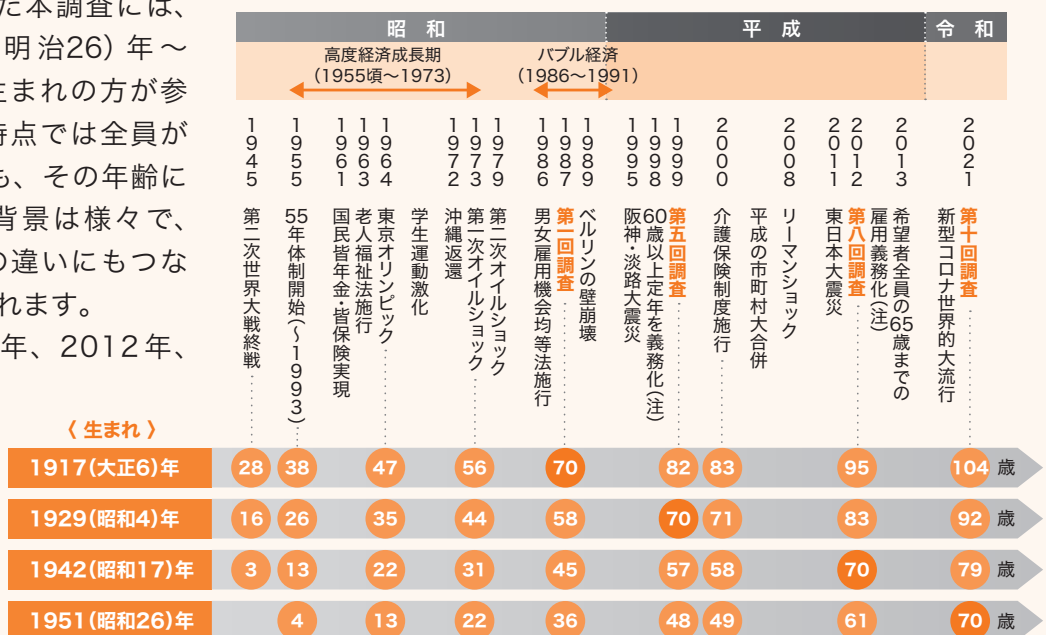 た本調査には、
明治26)年〜
生まれの方が参
時点では全員が
も、その年齢に
背景は様々で、
の違いにもつな
れます。
年、2012年、
昭和
平成
令和
高度経済成長期
(1955頃〜1973)
バブル経済
(1986〜1991)
1945
第二次世界大戦終戦
1955
55年体制開始(〜1993)
1961
国民皆年金・皆保険実現
1963
老人福祉法施行
1964
東京オリンピック
学生運動激化
1972
沖縄返還
1973
第一次オイルショック
1979
第二次オイルショック
1986
男女雇用機会均等法施行
1987
第一回調査
1989
ベルリンの壁崩壊
1995
阪神・淡路大震災
1998
60歳以上定年を義務化(注)
1999
第五回調査
2000
介護保険制度施行
平成の市町村大合併
2008
リーマンショック
2011
東日本大震災
2012
第八回調査
2013
希望者全員の65歳までの
雇用義務化(注)
2021
新型コロナ世界的大流行
第十回調査
〈 生まれ 〉
1917(大正6)年 28 38 47 56 70 82 83 95 104 歳
1929(昭和4)年 16 26 35 44 58 70 71 83 92 歳
1942(昭和17)年 3 13 22 31 45 57 58 70 79 歳
1951(昭和26)年 4 13 22 36 48 49 61 70 歳